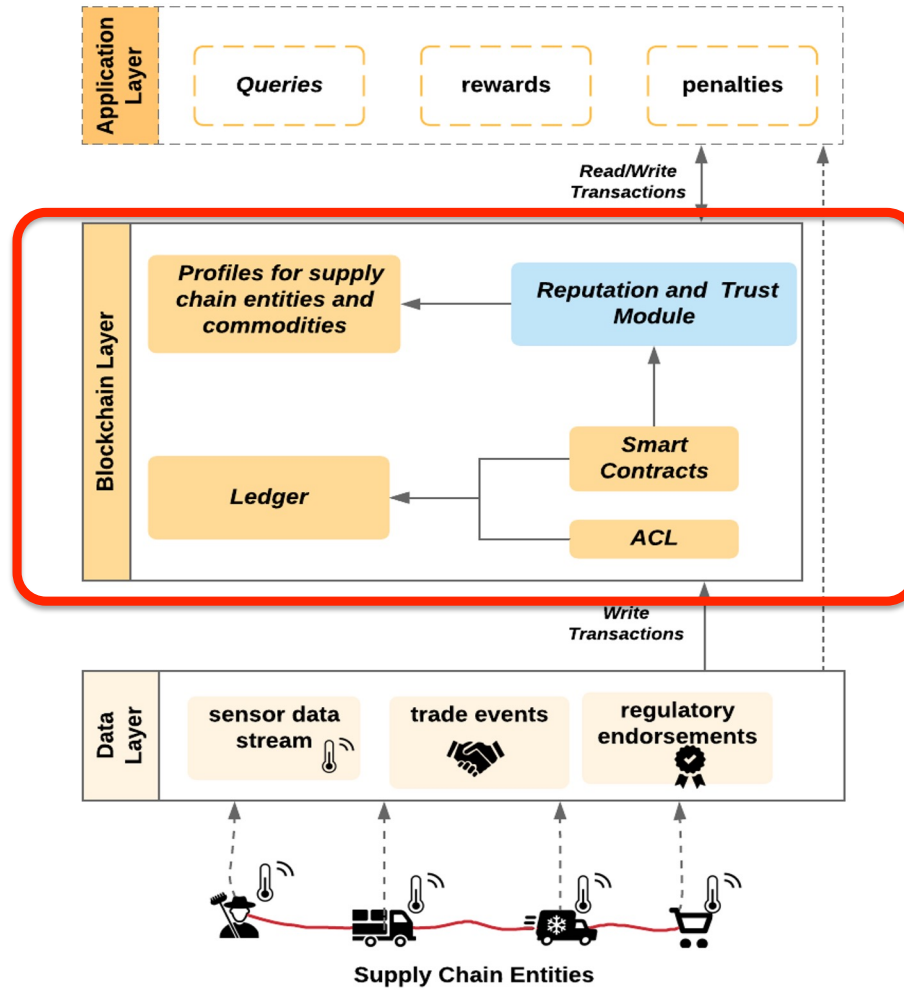 Application
Layer
Queries
rewards
penalties
Read/Write
Transactions
Blockchain Layer
Profiles for supply
chain entities and
commodities
Reputation and Trust
Module
Smart
Contracts
Ledger
ACL
Write
Transactions
Data
Layer
sensor data
stream
trade events
regulatory
endorsements
Supply Chain Entities